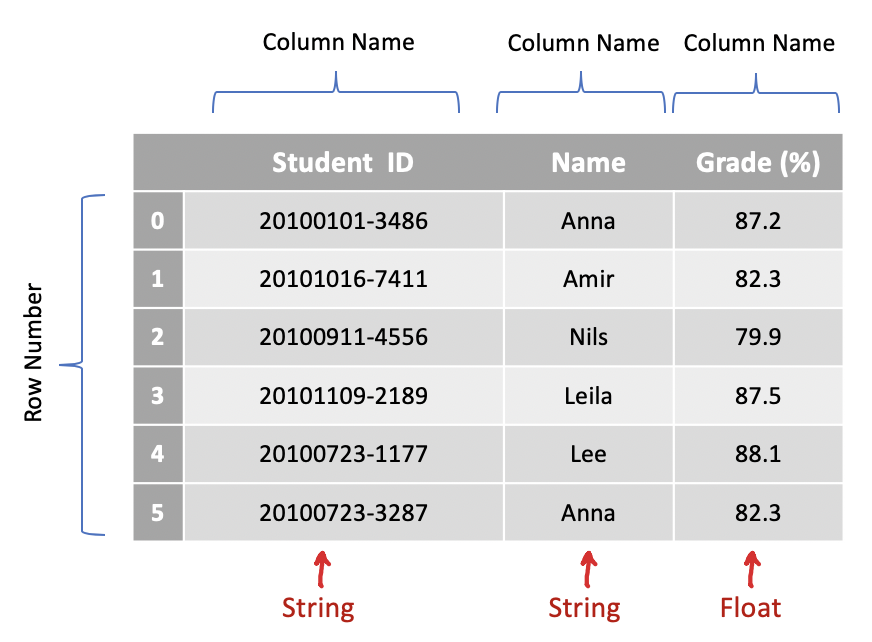 Column Name Column Name Column Name
Student ID Name Grade (%)
0 20100101-3486 Anna 87.2
1 20101016-7411 Amir 82.3
2 20100911-4556 Nils 79.9
3 20101109-2189 Leila 87.5
4 20100723-1177 Lee 88.1
5 20100723-3287 Anna 82.3
Row Number
String String Float